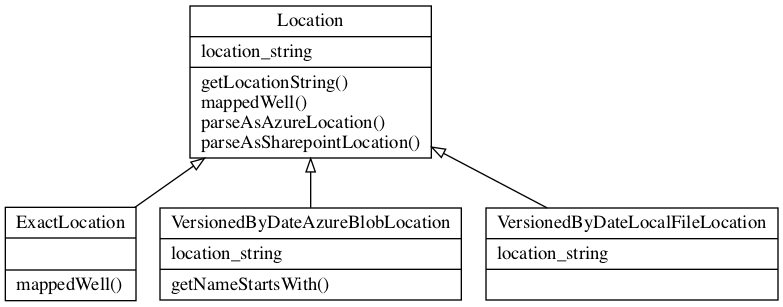 Location
location_string
getLocationString()
mappedWell()
parseAsAzureLocation()
parseAsSharepointLocation()
ExactLocation
mappedWell()
VersionedByDateAzureBlobLocation
location_string
getNameStartsWith()
VersionedByDateLocalFileLocation
location_string